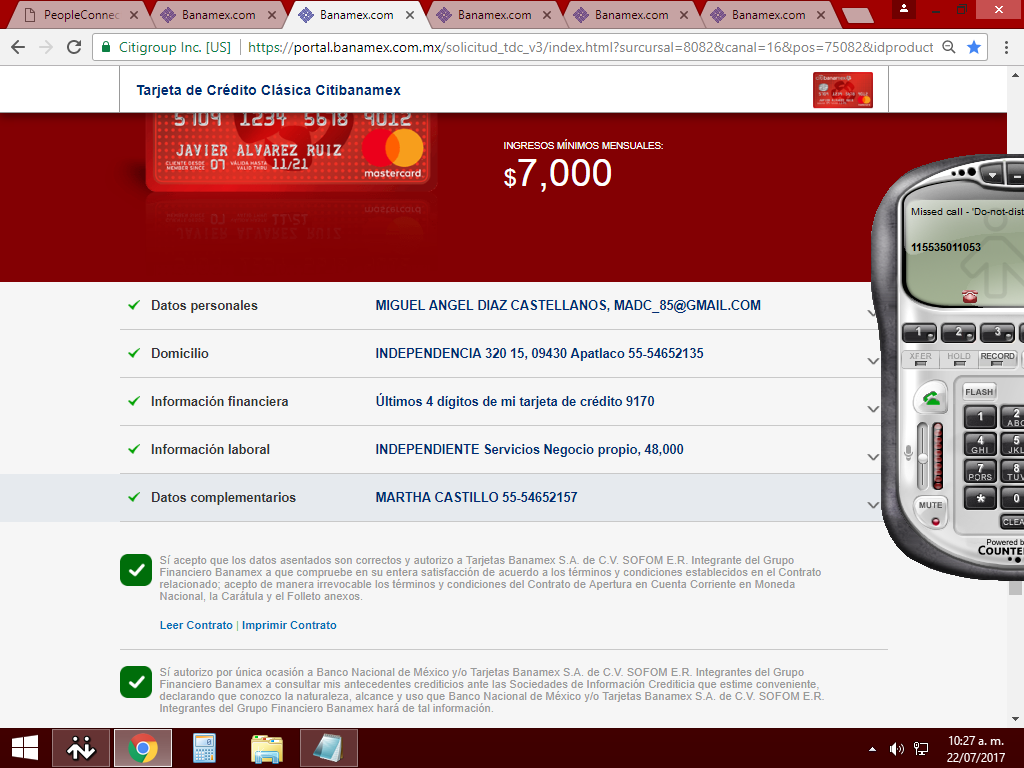 PeopleConnec
Banamex.com
Banamex.com
Banamex.com
Banamex.com
Banamex.com
Citigroup Inc. [US]
https://portal.banamex.com.mx/solicitud_tdc_v3/index.html?sursursal=8082&canal=16&pos=75082&idproduct
Tarjeta de Crédito Clásica Citibanamex
5104 1234 5618 9012
JAVIER ALVAREZ RUIZ
CLIENTE DESDE
MEMBER SINCE
07
VÁLIDA HASTA
VALID THRU
11/21
mastercard
INGRESOS MÍNIMOS MENSUALES:
$7,000
Missed call - 'Do-not-dist
115535011053
Datos personales MIGUEL ANGEL DIAZ CASTELLANOS, MADC_85@GMAIL.COM
Domicilio INDEPENDENCIA 320 15, 09430 Apatlaco 55-54652135
Información financiera Últimos 4 dígitos de mi tarjeta de crédito 9170
Información laboral INDEPENDIENTE Servicios Negocio propio, 48,000
Datos complementarios MARTHA CASTILLO 55-54652157
1 2 3
XFER HOLD RECORD
FLASH
1 2 ABC
4 GHI 5 JKL
7 PQRS 8 TUV
* 0
MUTE
CLEA
Powered by
COUNTE
Sí acepto que los datos asentados son correctos y autorizo a Tarjetas Banamex S.A. de C.V. SOFOM E.R. Integrante del Grupo
Financiero Banamex a que compruebe en su entera satisfacción de acuerdo a los términos y condiciones establecidos en el Contrato
relacionado; acepto de manera irrevocable los términos y condiciones del Contrato de Apertura en Cuenta Corriente en Moneda
Nacional, la Carátula y el Folleto anexos.
Leer Contrato | Imprimir Contrato
Sí autorizo por única ocasión a Banco Nacional de México y/o Tarjetas Banamex S.A. de C.V. SOFOM E.R. Integrantes del Grupo
Financiero Banamex a consultar mis antecedentes crediticios ante las Sociedades de Información Crediticia que estime conveniente,
declarando que conozco la naturaleza, alcance y uso que Banco Nacional de México y/o Tarjetas Banamex S.A. de C.V. SOFOM E.R.
Integrantes del Grupo Financiero Banamex hará de tal información.
10:27 a. m.
22/07/2017